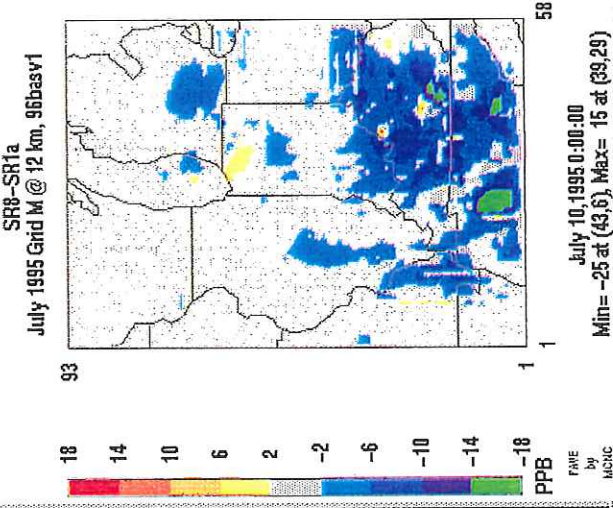 SR8-SR1a
July 1995 Grid M @ 12 km, 96basv1
93
1
1
58
18
14
10
6
2
-2
-6
-10
-14
-18
PPB
PAVE
by
MCNC
July 10,1995 0:00:00
Min= -25 at (43,6), Max= 15 at (39,29)